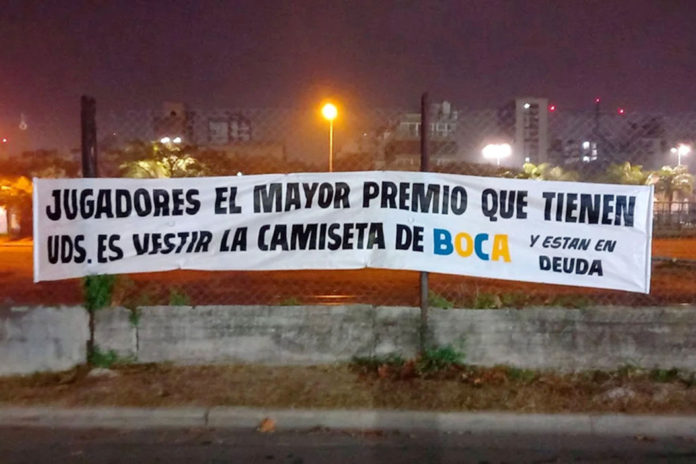 JUGADORES EL MAYOR PREMIO QUE TIENEN
UDS. ES VESTIR LA CAMISETA DE BOCA Y ESTAN EN
DEUDA